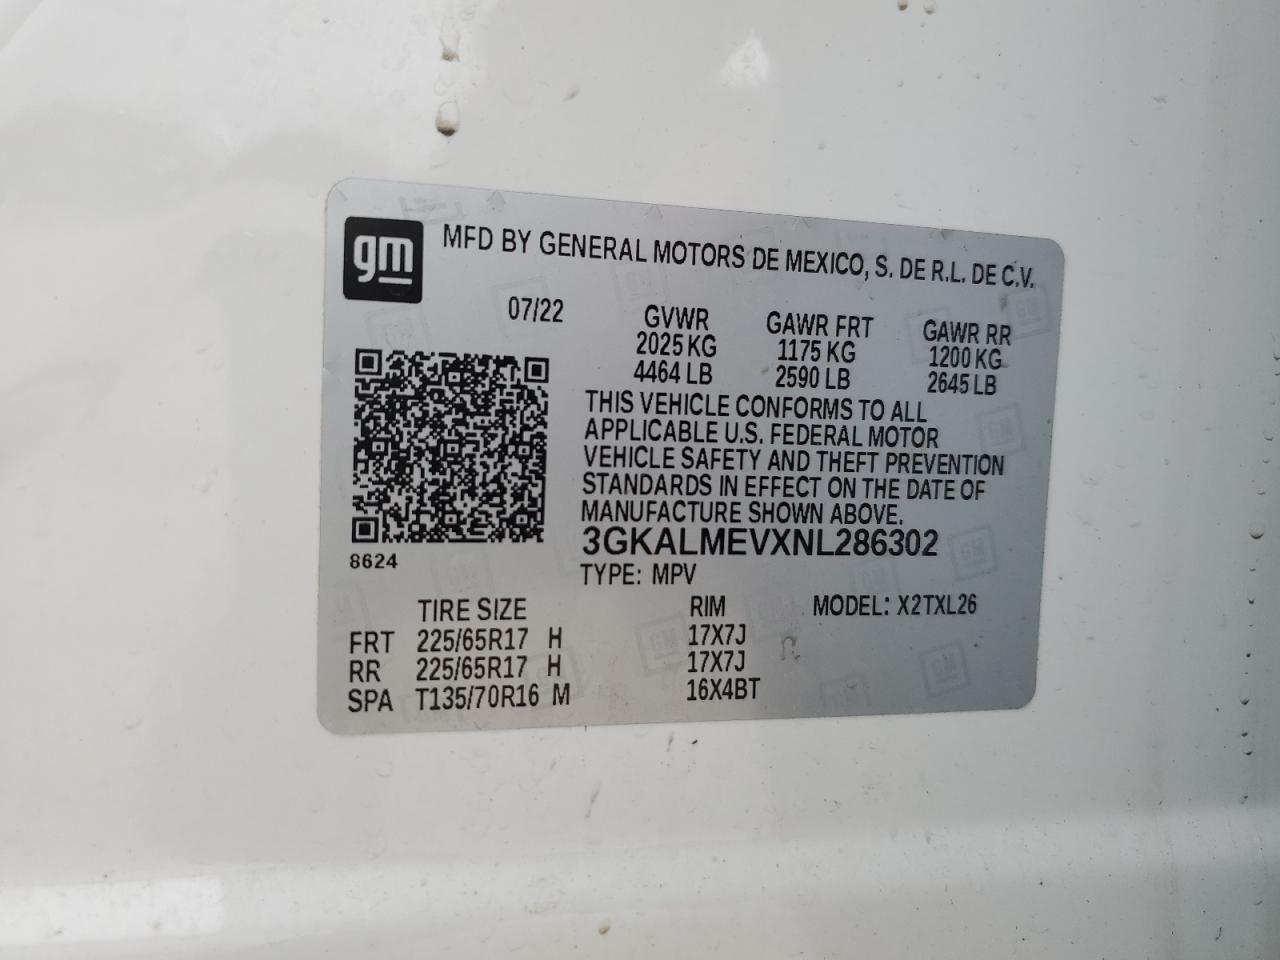 gm
MFD BY GENERAL MOTORS DE MEXICO, S. DE R.L. DE C.V.
07/22 GVWR GAWR FRT GAWR RR
2025 KG 1175 KG 1200 KG
4464 LB 2590 LB 2645 LB
THIS VEHICLE CONFORMS TO ALL
APPLICABLE U.S. FEDERAL MOTOR
VEHICLE SAFETY AND THEFT PREVENTION
STANDARDS IN EFFECT ON THE DATE OF
MANUFACTURE SHOWN ABOVE.
3GKALMEVXNL286302
8624
TYPE: MPV
TIRE SIZE RIM MODEL: X2TXL26
FRT 225/65R17 H 17X7J
RR 225/65R17 H 17X7J
SPA T135/70R16 M 16X4BT